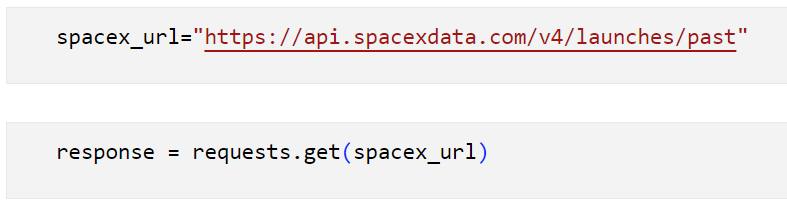 spacex_url="https://api.spacexdata.com/v4/launches/past"
response = requests.get(spacex_url)